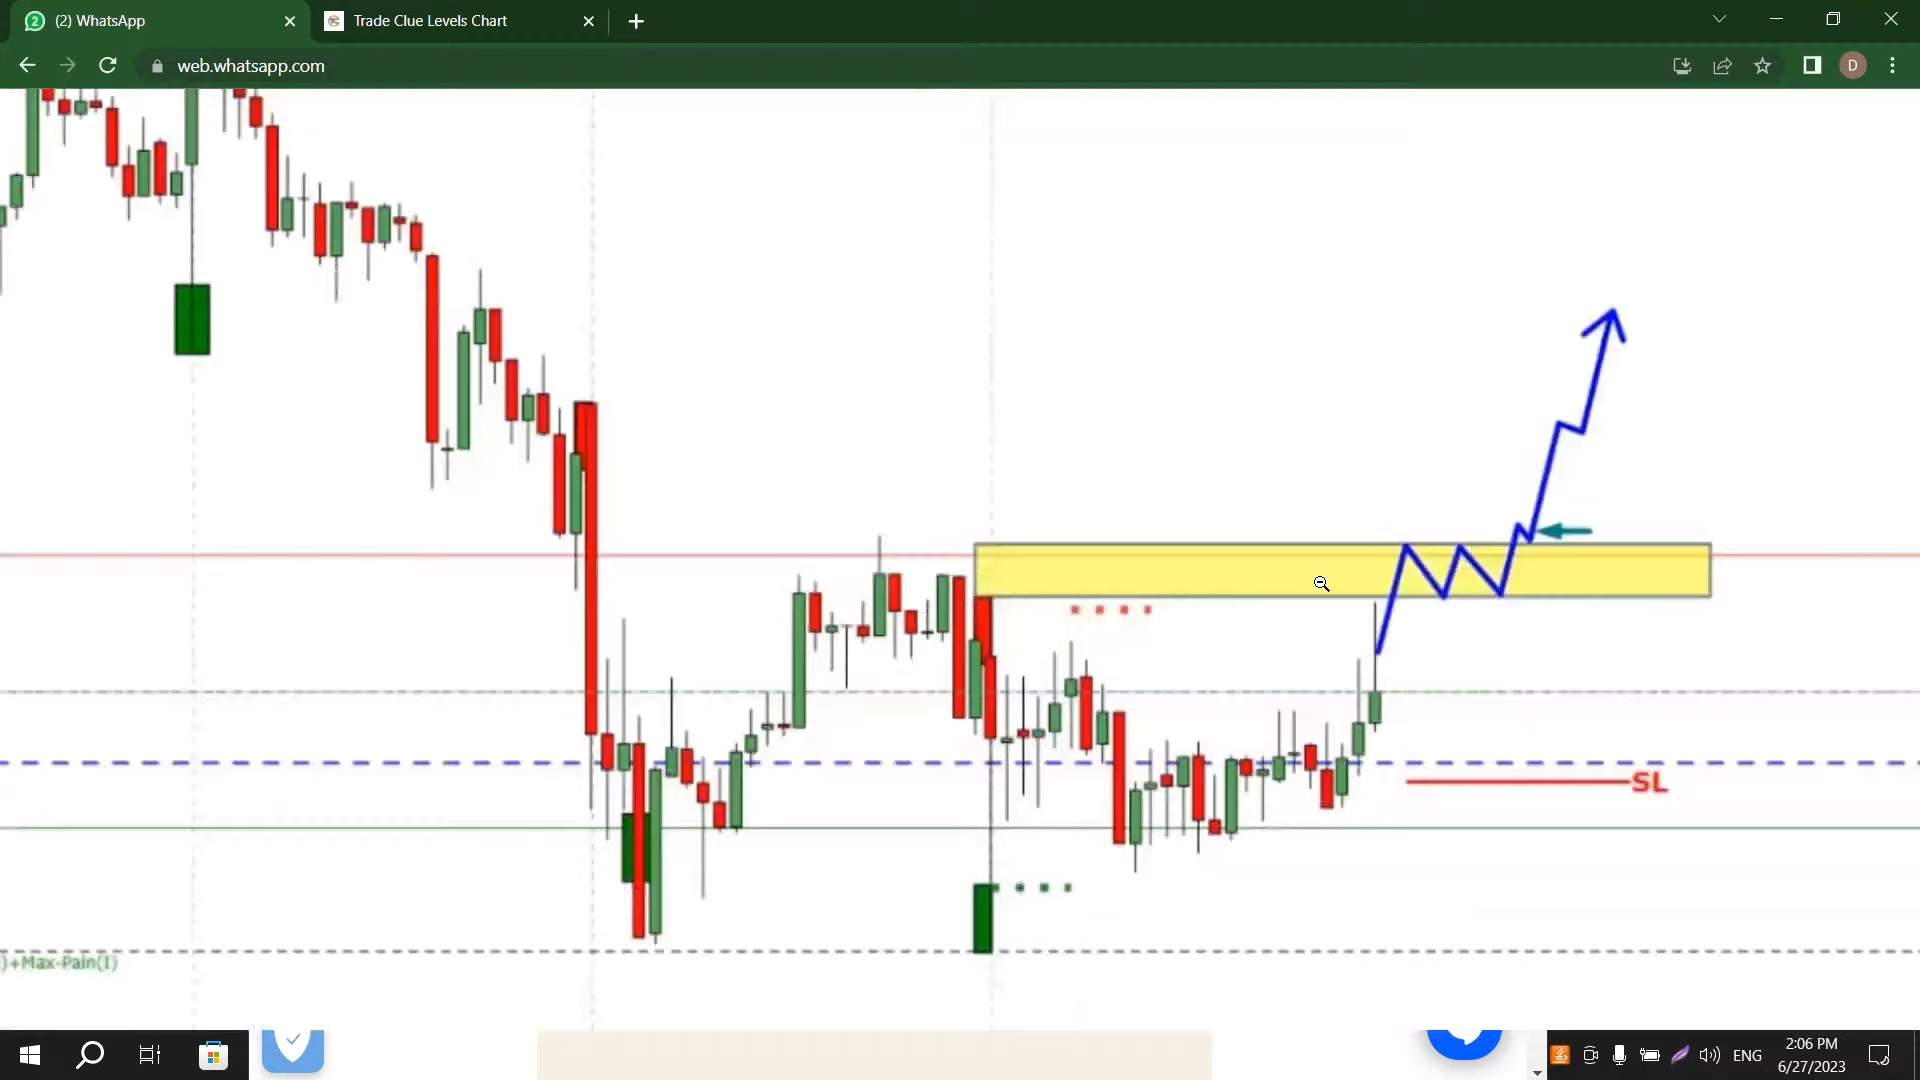 (2) WhatsApp
Trade Clue Levels Chart
web.whatsapp.com
D
SL
)+Max-Pain(I)
ENG
2:06 PM
6/27/2023